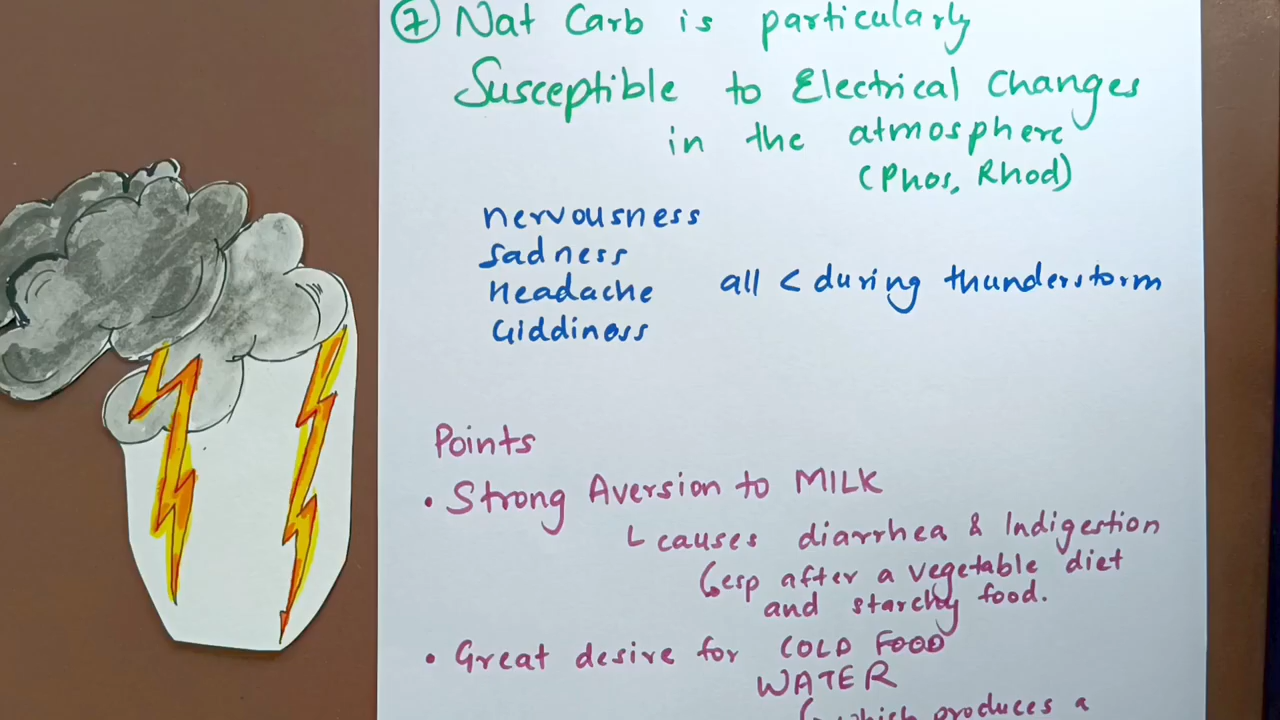 ⑦ Nat Carb is particularly
Susceptible to Electrical Changes
in the atmosphere
(Phos, Rhod)
nervousness
sadness
Headache all < during thunderstorm
Giddiness
Points
• Strong Aversion to MILK
↳ causes diarrhea & Indigestion
↳ esp after a vegetable diet
and starchy food.
• Great desire for COLD FOOD
WATER
↳ which produces a